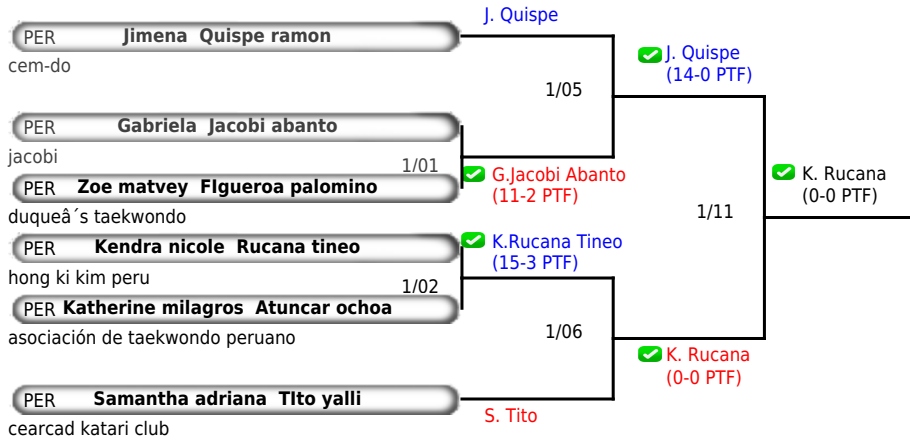 J. Quispe
PER Jimena Quispe ramon
cem-do
J. Quispe
(14-0 PTF)
1/05
PER Gabriela Jacobi abanto
jacobi
1/01
G.Jacobi Abanto
(11-2 PTF)
PER Zoe matvey FIgueroa palomino
duqueâ´s taekwondo
K. Rucana
(0-0 PTF)
1/11
PER Kendra nicole Rucana tineo
hong ki kim peru
K.Rucana Tineo
(15-3 PTF)
1/02
PER Katherine milagros Atuncar ochoa
asociación de taekwondo peruano
1/06
K. Rucana
(0-0 PTF)
PER Samantha adriana TIto yalli
cearcad katari club
S. Tito